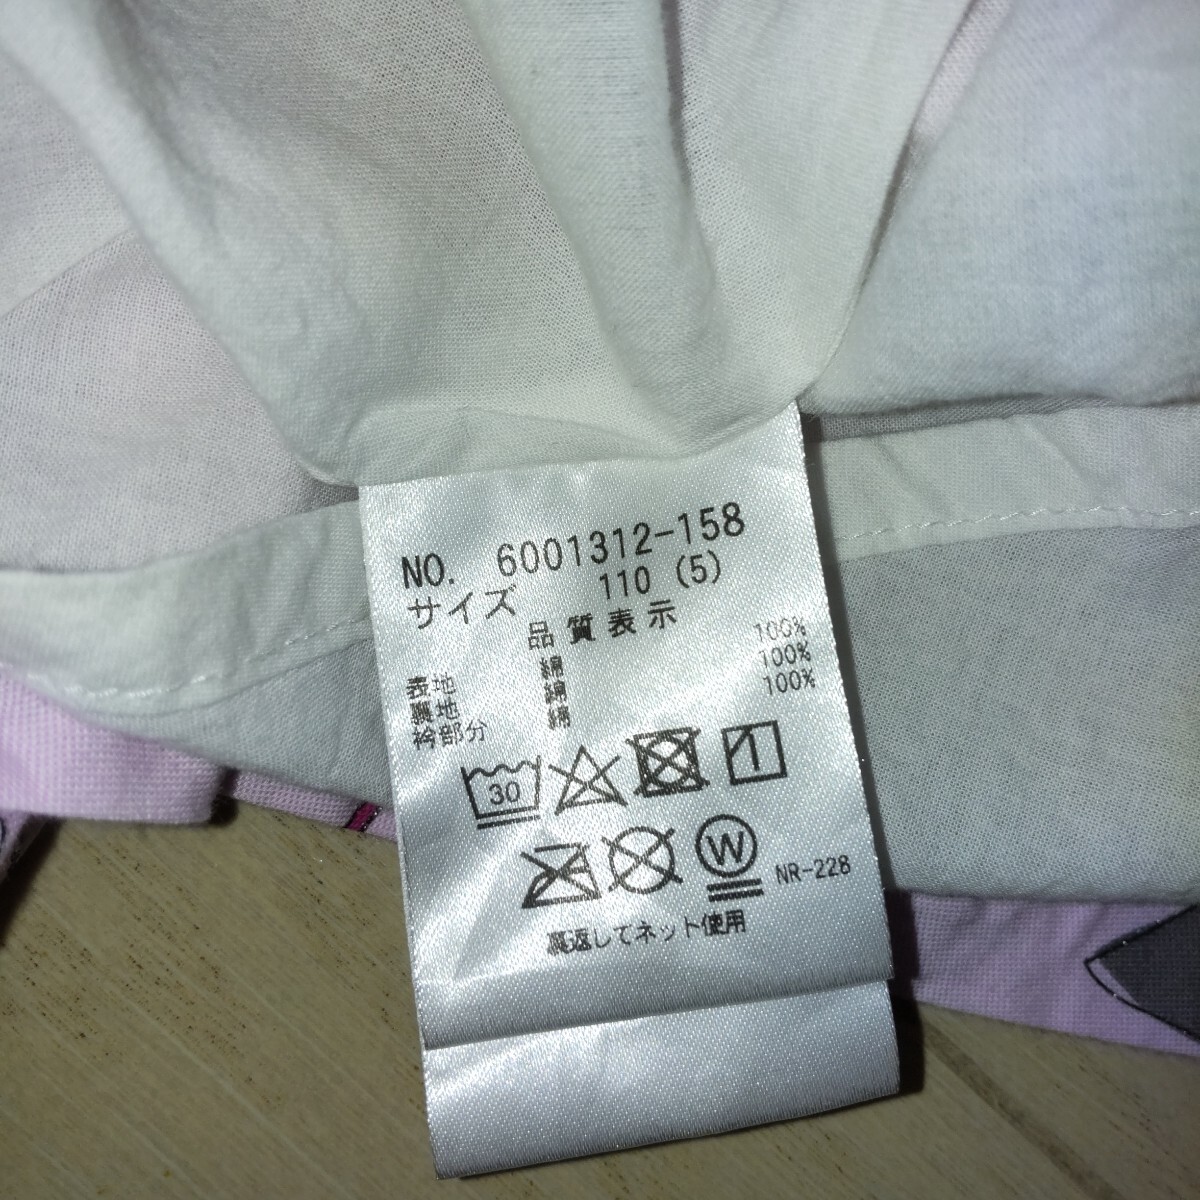 NO. 6001312-158
サイズ 110 (5)
品質表示
表地 綿 100%
裏地 綿 100%
衿部分 綿 100%
30
W
NR-228
裏返してネット使用